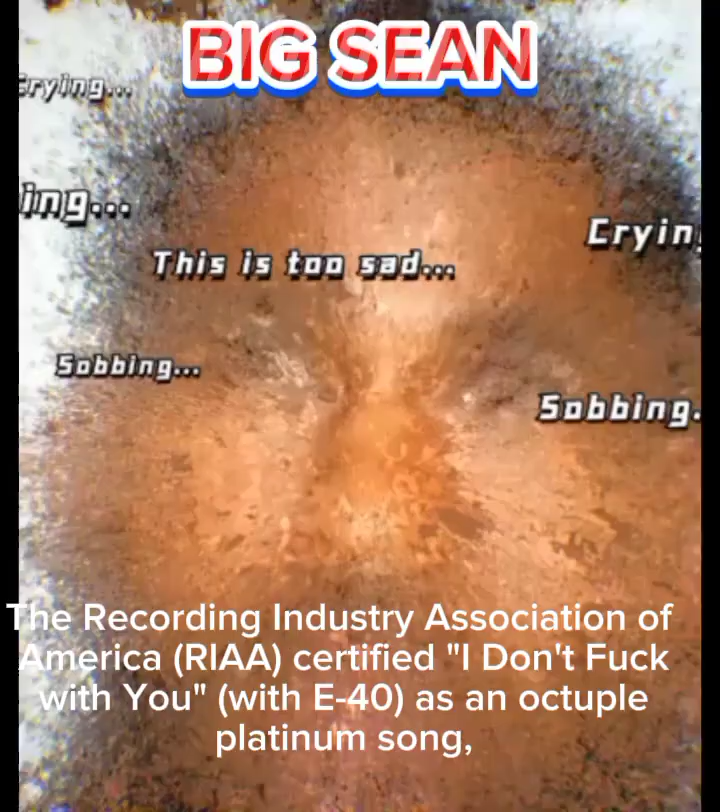 BIG SEAN
Crying...
ing...
Cryin
This is too sad...
Sobbing...
Sobbing.
The Recording Industry Association of
America (RIAA) certified "I Don't Fuck
with You" (with E-40) as an octuple
platinum song,